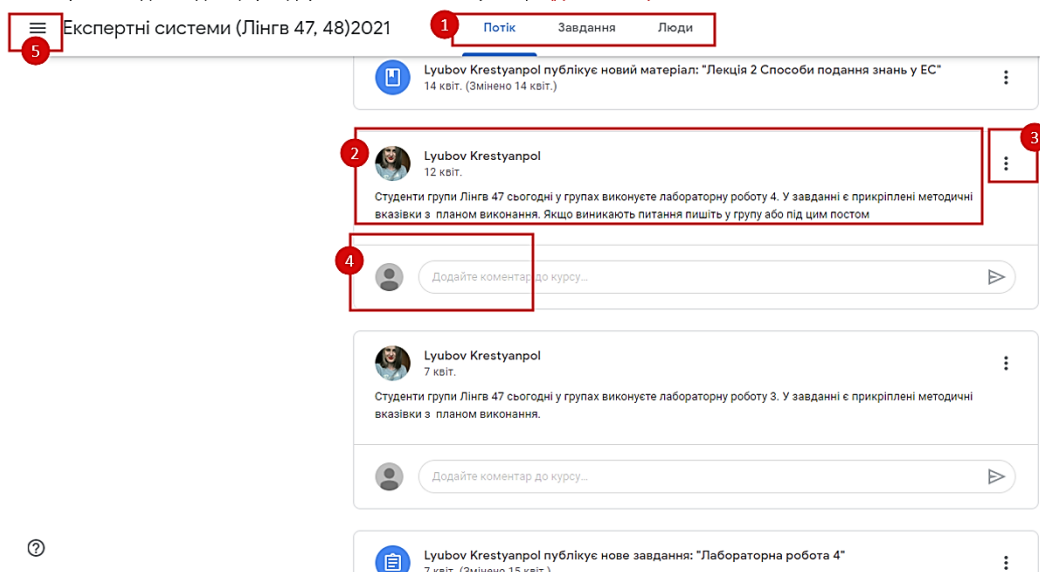 Експертні системи (Лінгв 47, 48)2021
1
Потік
Завдання
Люди
5
Lyubov Krestyanpol публікує новий матеріал: "Лекція 2 Способи подання знань у ЕС"
14 квіт. (Змінено 14 квіт.)
2
3
Lyubov Krestyanpol
12 квіт.
Студенти групи Лінгв 47 сьогодні у групах виконуєте лабораторну роботу 4. У завданні є прикріплені методичні
вказівки з планом виконання. Якщо виникають питання пишіть у групу або під цим постом
4
Додайте коментар до курсу...
Lyubov Krestyanpol
7 квіт.
Студенти групи Лінгв 47 сьогодні у групах виконуєте лабораторну роботу 3. У завданні є прикріплені методичні
вказівки з планом виконання.
Додайте коментар до курсу...
Lyubov Krestyanpol публікує нове завдання: "Лабораторна робота 4"
7 квіт. (Змінено 15 квіт.)